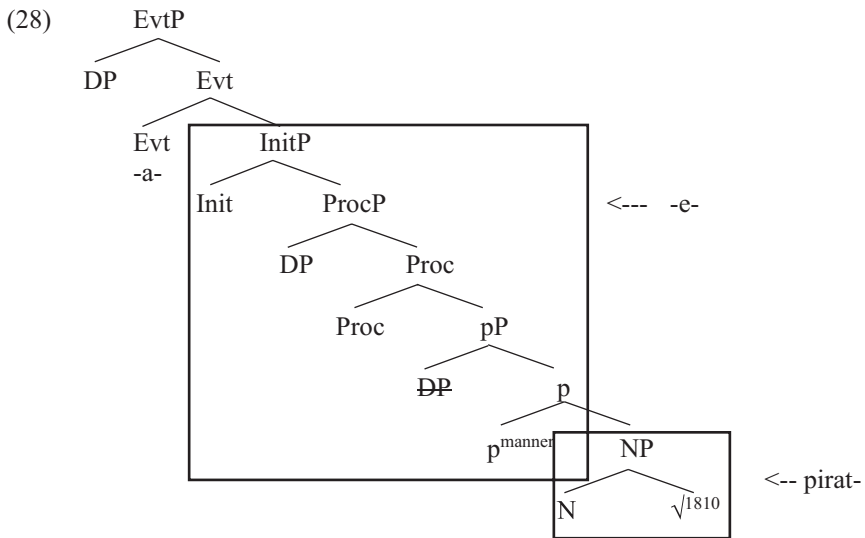 (28) EvtP
DP Evt
Evt InitP
-a-
Init ProcP <--- -e-
DP Proc
Proc pP
DP p
p^manner NP
<-- pirat-
N √1810